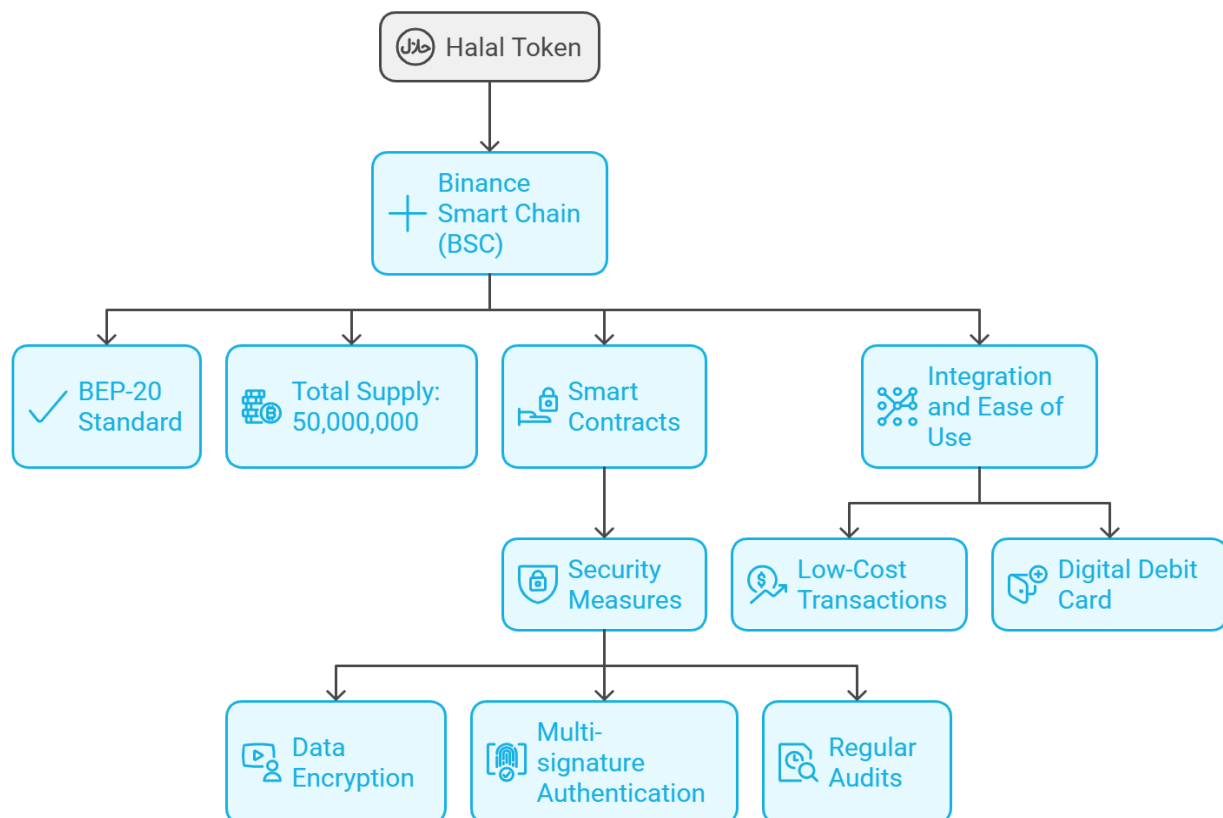 حلال
Halal Token
Binance
Smart Chain
(BSC)
BEP-20
Standard
Total Supply:
50,000,000
Smart
Contracts
Integration
and Ease of
Use
Security
Measures
$
Low-Cost
Transactions
Digital Debit
Card
Data
Encryption
Multi-
signature
Authentication
Regular
Audits